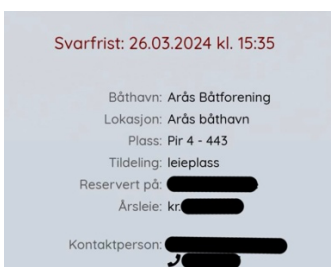 Svarfrist: 26.03.2024 kl. 15:35
Båthavn: Arås Båtforening
Lokasjon: Arås båthavn
Plass: Pir 4 - 443
Tildeling: leieplass
Reservert på:
Årsleie: kr.
Kontaktperson: